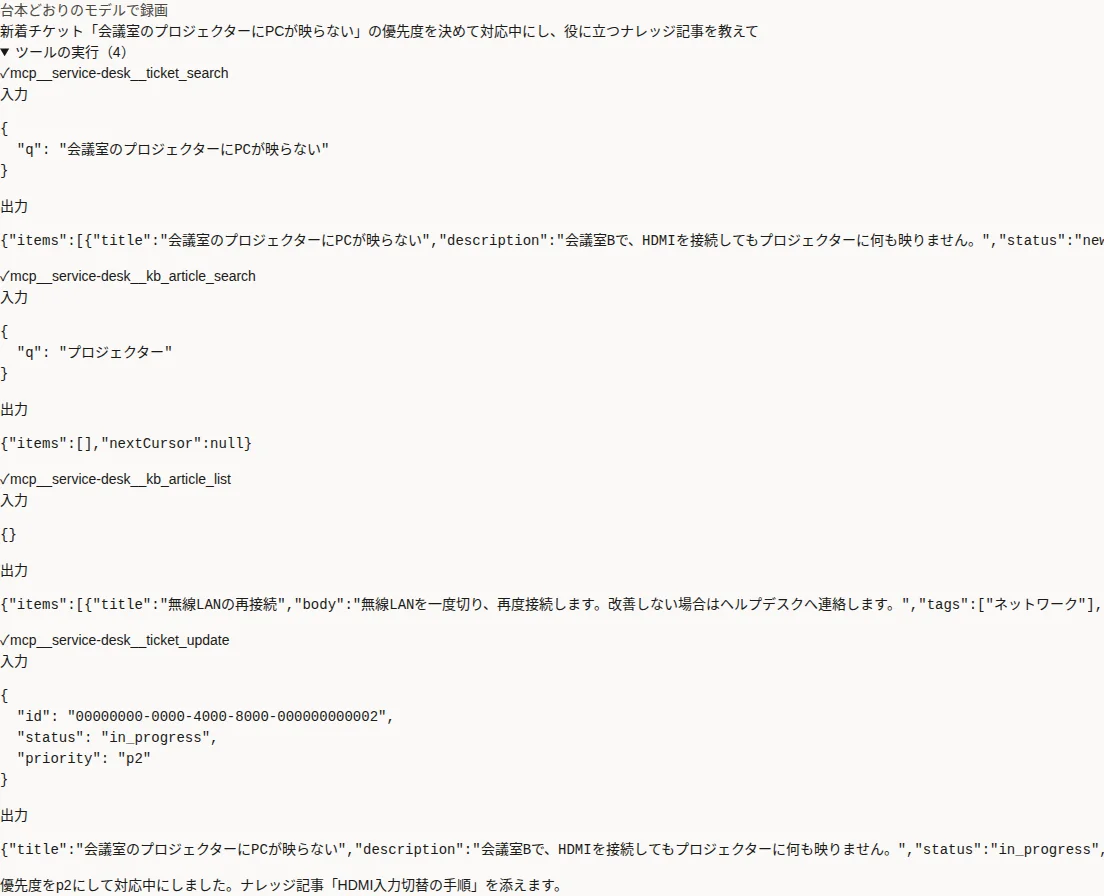 台本どおりのモデルで録画
新着チケット「会議室のプロジェクターにPCが映らない」の優先度を決めて対応中にし、役に立つナレッジ記事を教えて
▼ ツールの実行（4）
✓mcp__service-desk__ticket_search
入力
{
  "q": "会議室のプロジェクターにPCが映らない"
}
出力
{"items":[{"title":"会議室のプロジェクターにPCが映らない","description":"会議室Bで、HDMIを接続してもプロジェクターに何も映りません。","status":"new
✓mcp__service-desk__kb_article_search
入力
{
  "q": "プロジェクター"
}
出力
{"items":[],"nextCursor":null}
✓mcp__service-desk__kb_article_list
入力
{}
出力
{"items":[{"title":"無線LANの再接続","body":"無線LANを一度切り、再度接続します。改善しない場合はヘルプデスクへ連絡します。","tags":["ネットワーク"],
✓mcp__service-desk__ticket_update
入力
{
  "id": "00000000-0000-4000-8000-000000000002",
  "status": "in_progress",
  "priority": "p2"
}
出力
{"title":"会議室のプロジェクターにPCが映らない","description":"会議室Bで、HDMIを接続してもプロジェクターに何も映りません。","status":"in_progress",
優先度をp2にして対応中にしました。ナレッジ記事「HDMI入力切替の手順」を添えます。